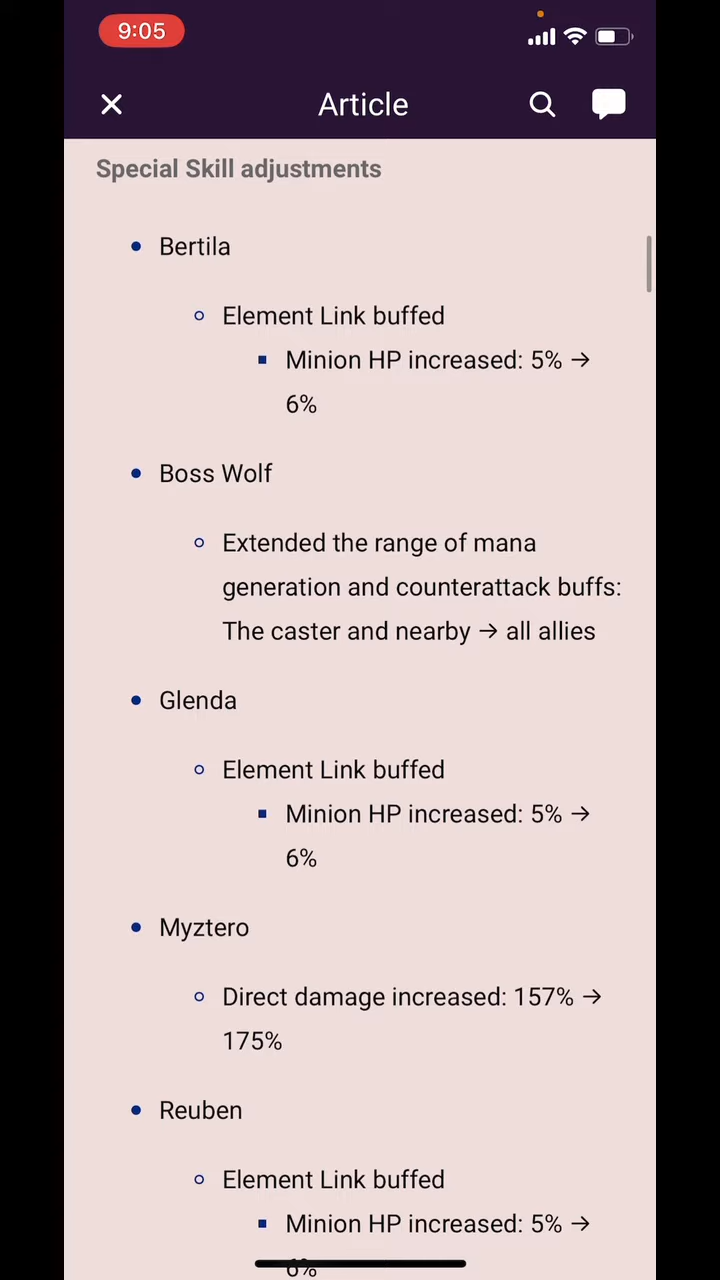 9:05
Article
Special Skill adjustments
Bertila
Element Link buffed
Minion HP increased: 5% →
6%
Boss Wolf
Extended the range of mana
generation and counterattack buffs:
The caster and nearby → all allies
Glenda
Element Link buffed
Minion HP increased: 5% →
6%
Myztero
Direct damage increased: 157% →
175%
Reuben
Element Link buffed
Minion HP increased: 5% →
6%